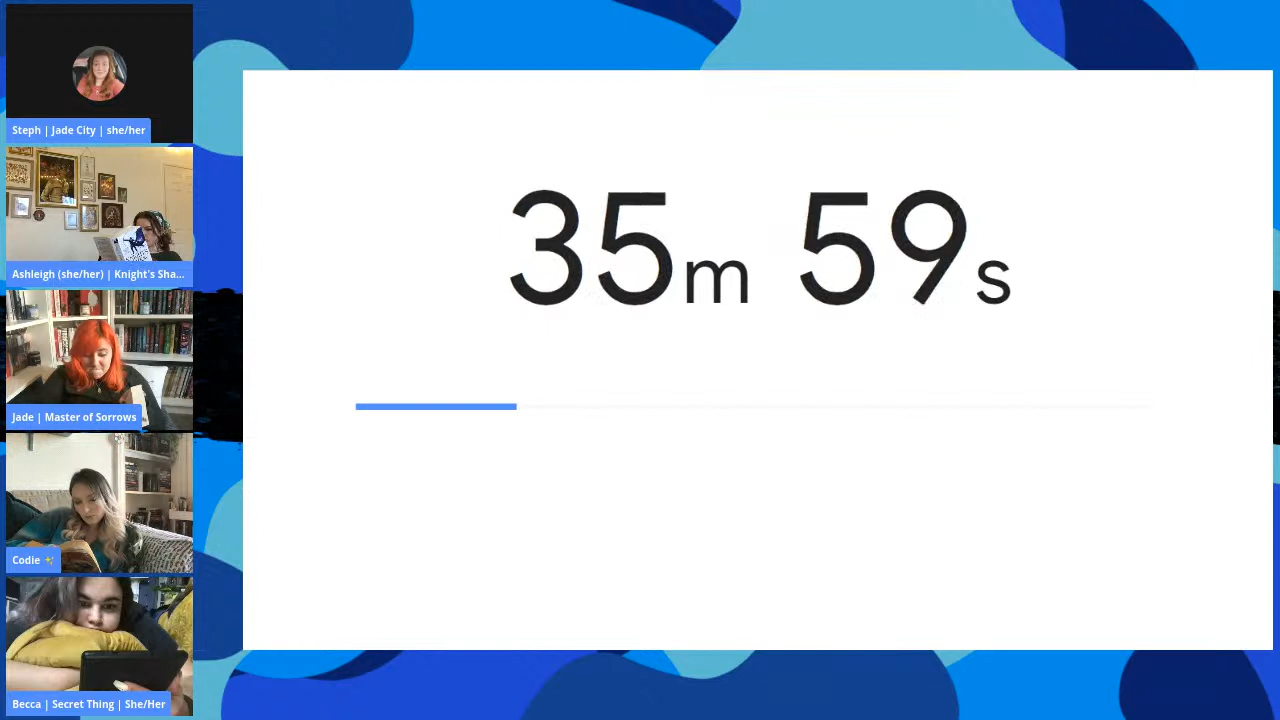 Steph | Jade City | she/her
Ashleigh (she/her) | Knight's Sha...
Jade | Master of Sorrows
Codie ✨
Becca | Secret Thing | She/Her
35m 59s